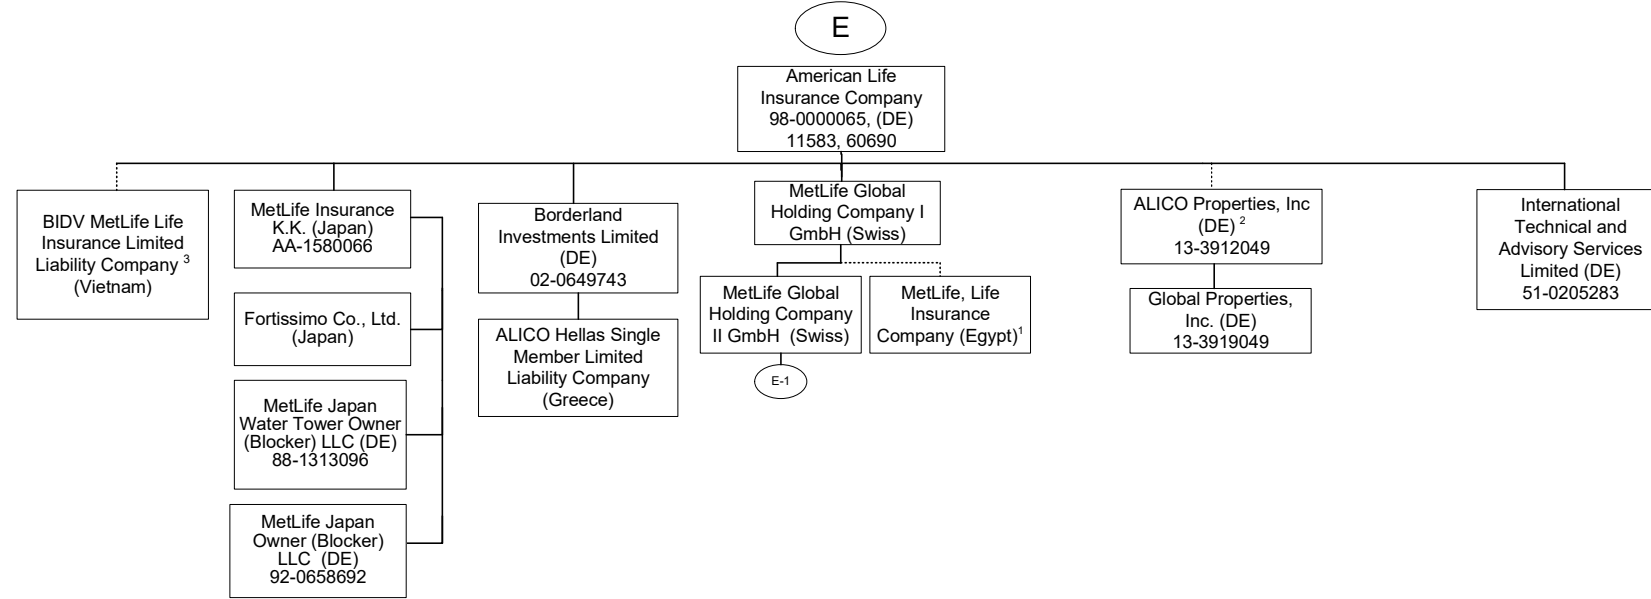 E
American Life
Insurance Company
98-0000065, (DE)
11583, 60690
BIDV MetLife Life
Insurance Limited
Liability Company 3
(Vietnam)
MetLife Insurance
K.K. (Japan)
AA-1580066
Fortissimo Co., Ltd.
(Japan)
MetLife Japan
Water Tower Owner
(Blocker) LLC (DE)
88-1313096
MetLife Japan
Owner (Blocker)
LLC (DE)
92-0658692
Borderland
Investments Limited
(DE)
02-0649743
ALICO Hellas Single
Member Limited
Liability Company
(Greece)
MetLife Global
Holding Company I
GmbH (Swiss)
MetLife Global
Holding Company
II GmbH (Swiss)
E-1
MetLife, Life
Insurance
Company (Egypt)1
ALICO Properties, Inc
(DE) 2
13-3912049
Global Properties,
Inc. (DE)
13-3919049
International
Technical and
Advisory Services
Limited (DE)
51-0205283